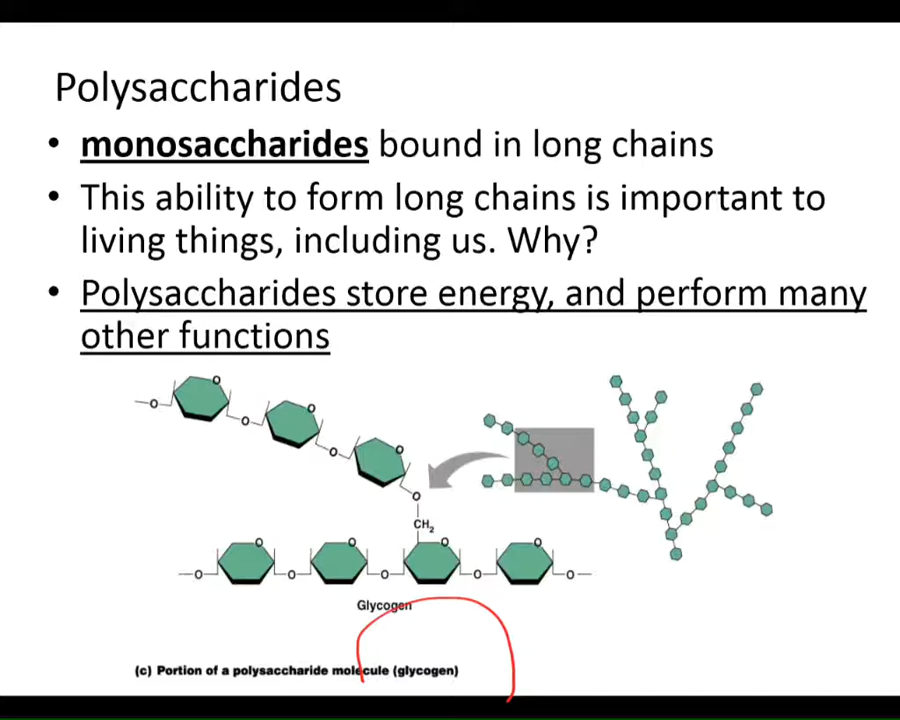 Polysaccharides
• monosaccharides bound in long chains
• This ability to form long chains is important to
living things, including us. Why?
• Polysaccharides store energy, and perform many
other functions
O
O
O
O
O
O
O
CH₂
O
O
O
O
O
O
O
O
O
Glycogen
(c) Portion of a polysaccharide molecule (glycogen)